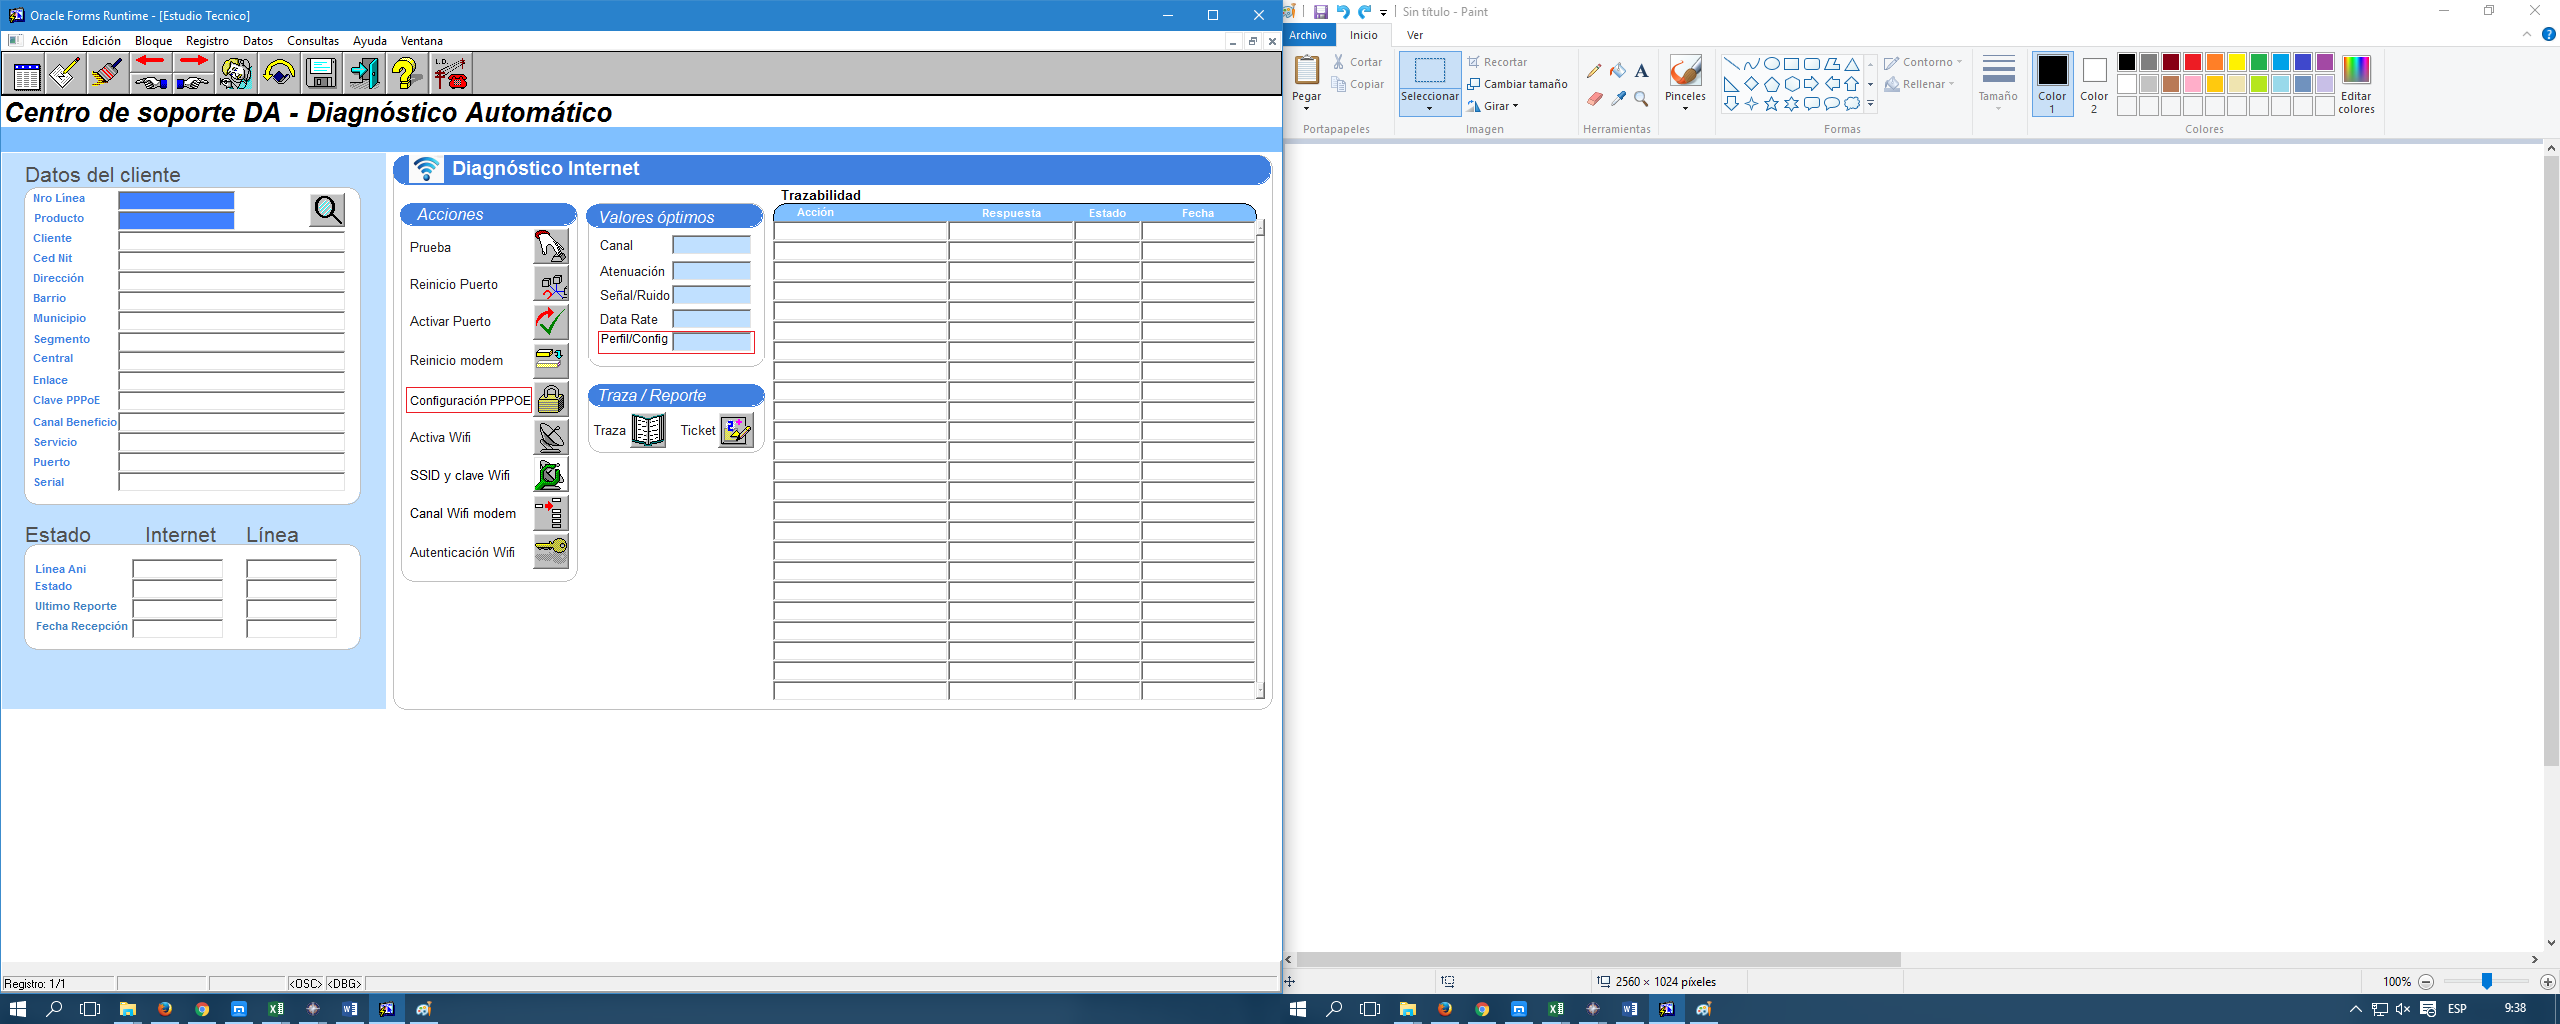 Oracle Forms Runtime - [Estudio Tecnico]
Acción Edición Bloque Registro Datos Consultas Ayuda Ventana
Centro de soporte DA - Diagnóstico Automático
Datos del cliente
Nro Línea
Producto
Cliente
Ced Nit
Dirección
Barrio
Municipio
Segmento
Central
Enlace
Clave PPPoE
Canal Beneficio
Servicio
Puerto
Serial
Estado Internet Línea
Línea Ani
Estado
Ultimo Reporte
Fecha Recepción
Diagnóstico Internet
Acciones
Prueba
Reinicio Puerto
Activar Puerto
Reinicio modem
Configuración PPPOE
Activa Wifi
SSID y clave Wifi
Canal Wifi modem
Autenticación Wifi
Valores óptimos
Canal
Atenuación
Señal/Ruido
Data Rate
Perfil/Config
Traza / Reporte
Traza Ticket
Trazabilidad
Acción Respuesta Estado Fecha
Registro: 1/1 <OSC> <DBG>
Sin título - Paint
Archivo Inicio Ver
Pegar
Cortar
Copiar
Portapapeles
Seleccionar
Recortar
Cambiar tamaño
Girar
Imagen
A
Herramientas
Pinceles
Contorno
Rellenar
Formas
Tamaño
Color 1
Color 2
Editar colores
Colores
2560 × 1024 píxeles
100%
ESP 9:38